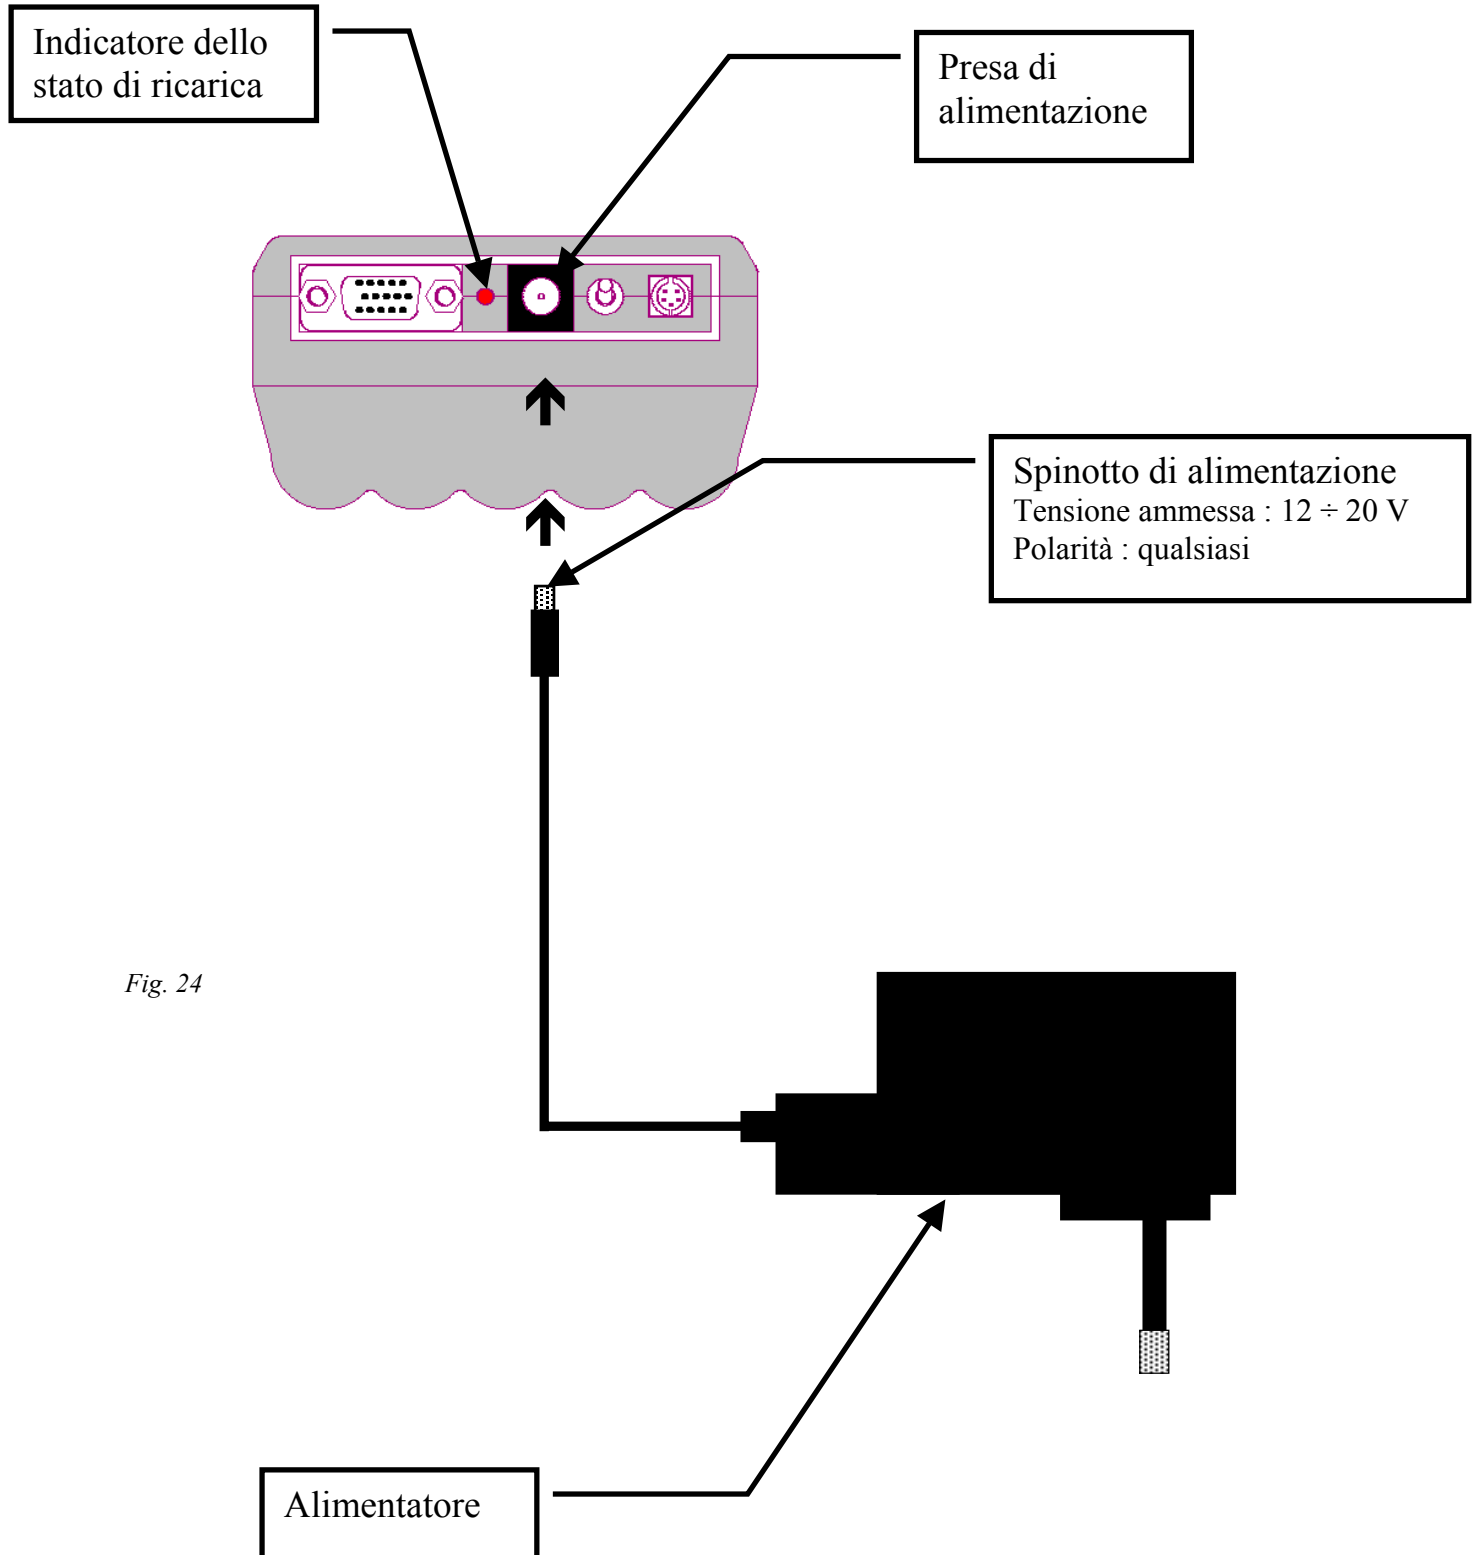 Indicatore dello
stato di ricarica
Presa di
alimentazione
Spinotto di alimentazione
Tensione ammessa : 12 ÷ 20 V
Polarità : qualsiasi
Fig. 24
Alimentatore